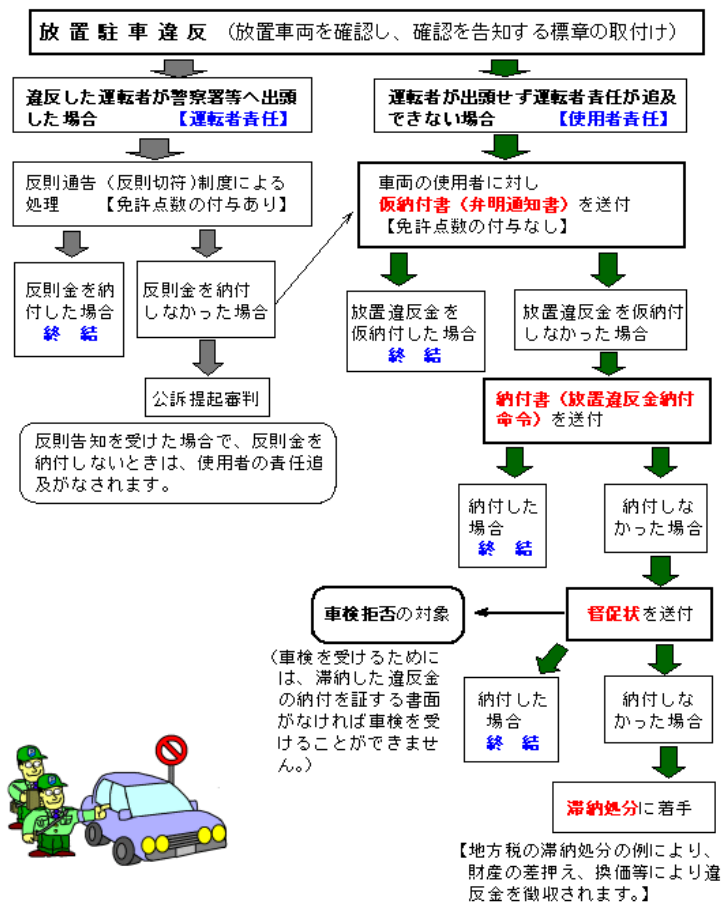 放置駐車違反（放置車両を確認し、確認を告知する標章の取付け）
違反した運転者が警察署等へ出頭
した場合　【運転者責任】
運転者が出頭せず運転者責任が追及
できない場合　【使用者責任】
反則通告（反則切符）制度による
処理　【免許点数の付与あり】
車両の使用者に対し
仮納付書（弁明通知書）を送付
【免許点数の付与なし】
反則金を納
付した場合
終　結
反則金を納付
しなかった場合
放置違反金を
仮納付した場合
終　結
放置違反金を仮納付
しなかった場合
公訴提起審判
納付書（放置違反金納付
命令）を送付
反則告知を受けた場合で、反則金を
納付しないときは、使用者の責任追
及がなされます。
納付した
場合
終　結
納付しな
かった場合
車検拒否の対象
督促状を送付
（車検を受けるために
は、滞納した違反金
の納付を証する書面
がなければ車検を受
けることができませ
ん。）
納付した
場合
終　結
納付しな
かった場合
滞納処分に着手
【地方税の滞納処分の例により、
財産の差押え、換価等により違
反金を徴収されます。】